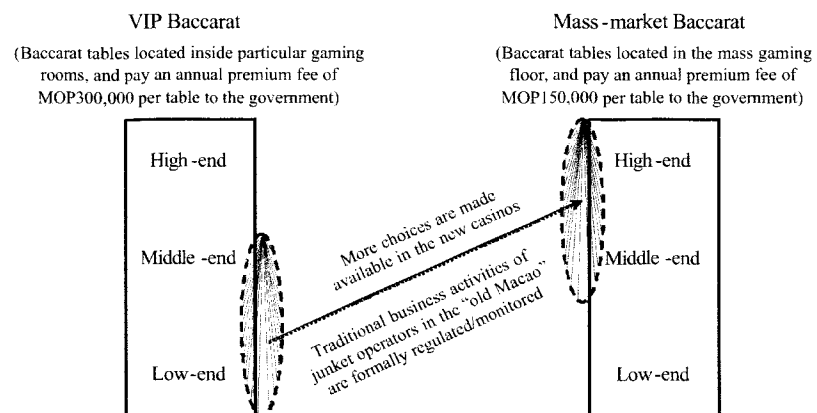 VIP Baccarat
(Baccarat tables located inside particular gaming
rooms, and pay an annual premium fee of
MOP300,000 per table to the government)
High-end
Middle-end
Low-end
More choices are made
available in the new casinos
Traditional business activities of
junket operators in the "old Macao"
are formally regulated/monitored
Mass-market Baccarat
(Baccarat tables located in the mass gaming
floor, and pay an annual premium fee of
MOP150,000 per table to the government)
High-end
Middle-end
Low-end